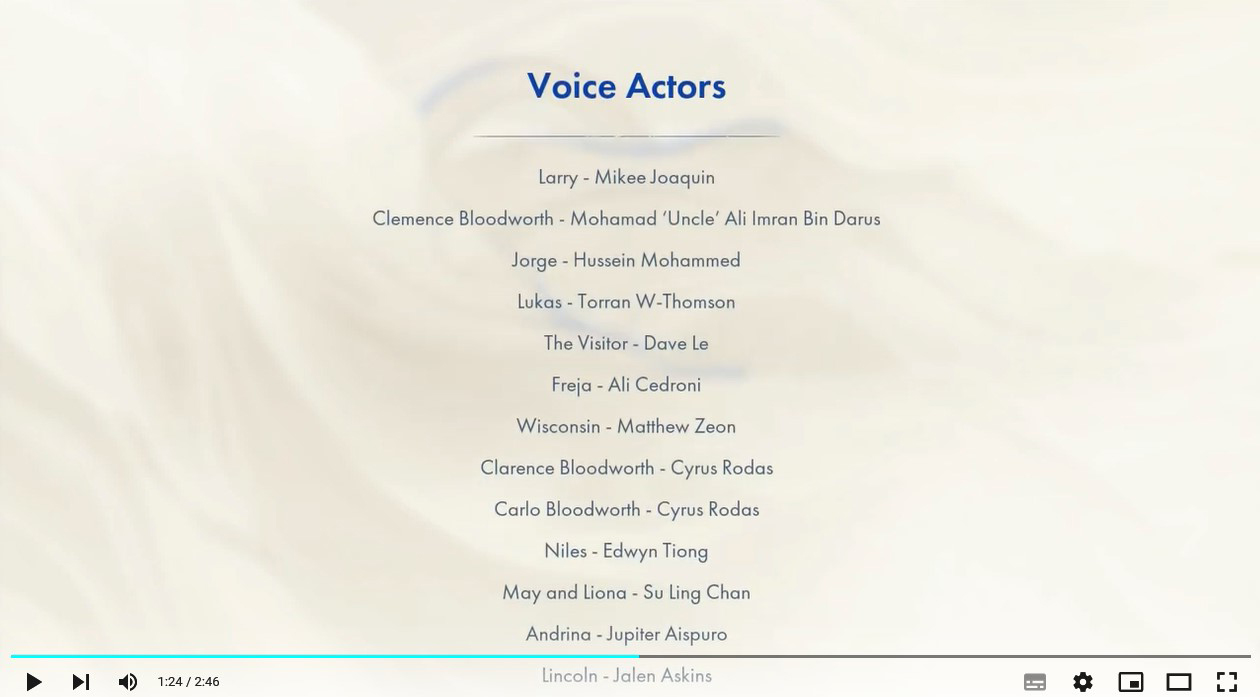 Voice Actors
Larry - Mikee Joaquin
Clemence Bloodworth - Mohamad ‘Uncle’ Ali Imran Bin Darus
Jorge - Hussein Mohammed
Lukas - Torran W-Thomson
The Visitor - Dave Le
Freja - Ali Cedroni
Wisconsin - Matthew Zeon
Clarence Bloodworth - Cyrus Rodas
Carlo Bloodworth - Cyrus Rodas
Niles - Edwyn Tiong
May and Liona - Su Ling Chan
Andrina - Jupiter Aispuro
Lincoln - Jalen Askins
1:24 / 2:46